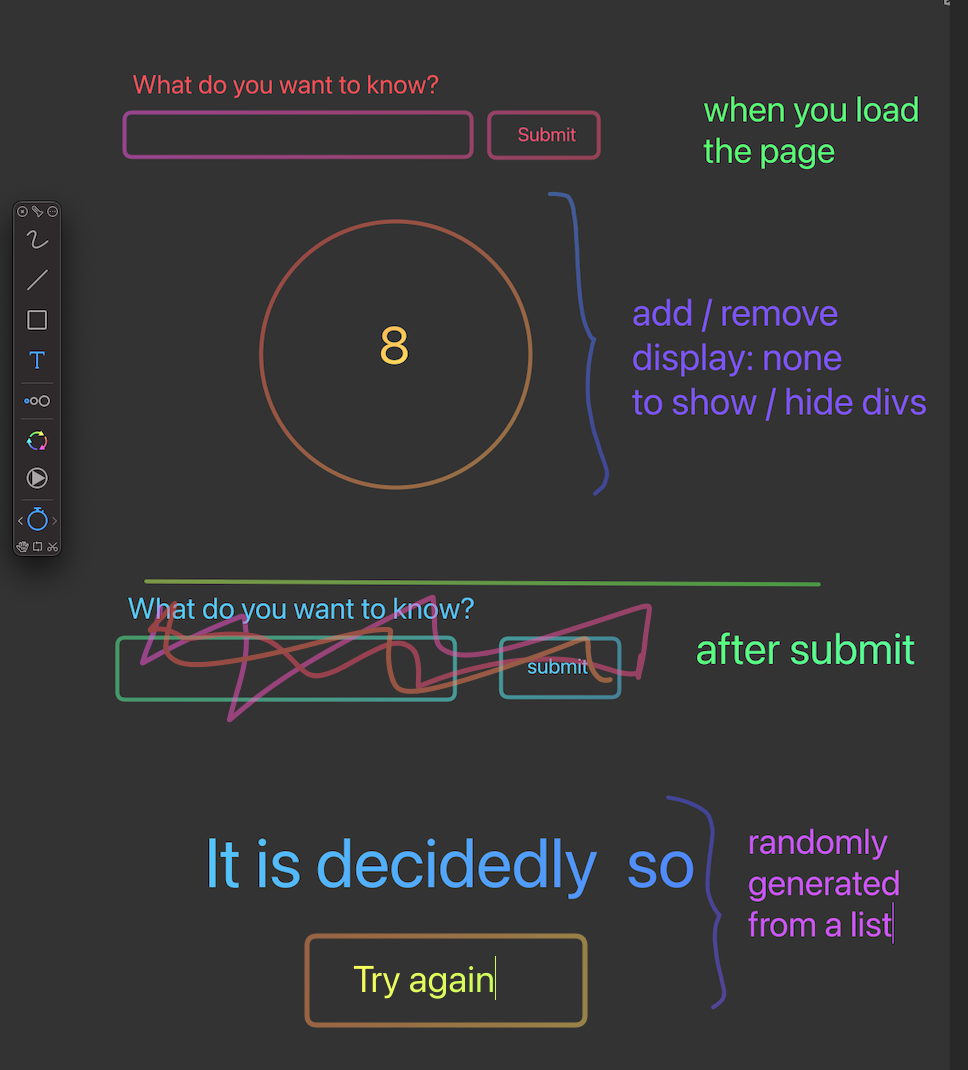 What do you want to know?
Submit
when you load
the page
8
add / remove
display: none
to show / hide divs
T
What do you want to know?
submit
after submit
It is decidedly so
randomly
generated
from a list
Try again